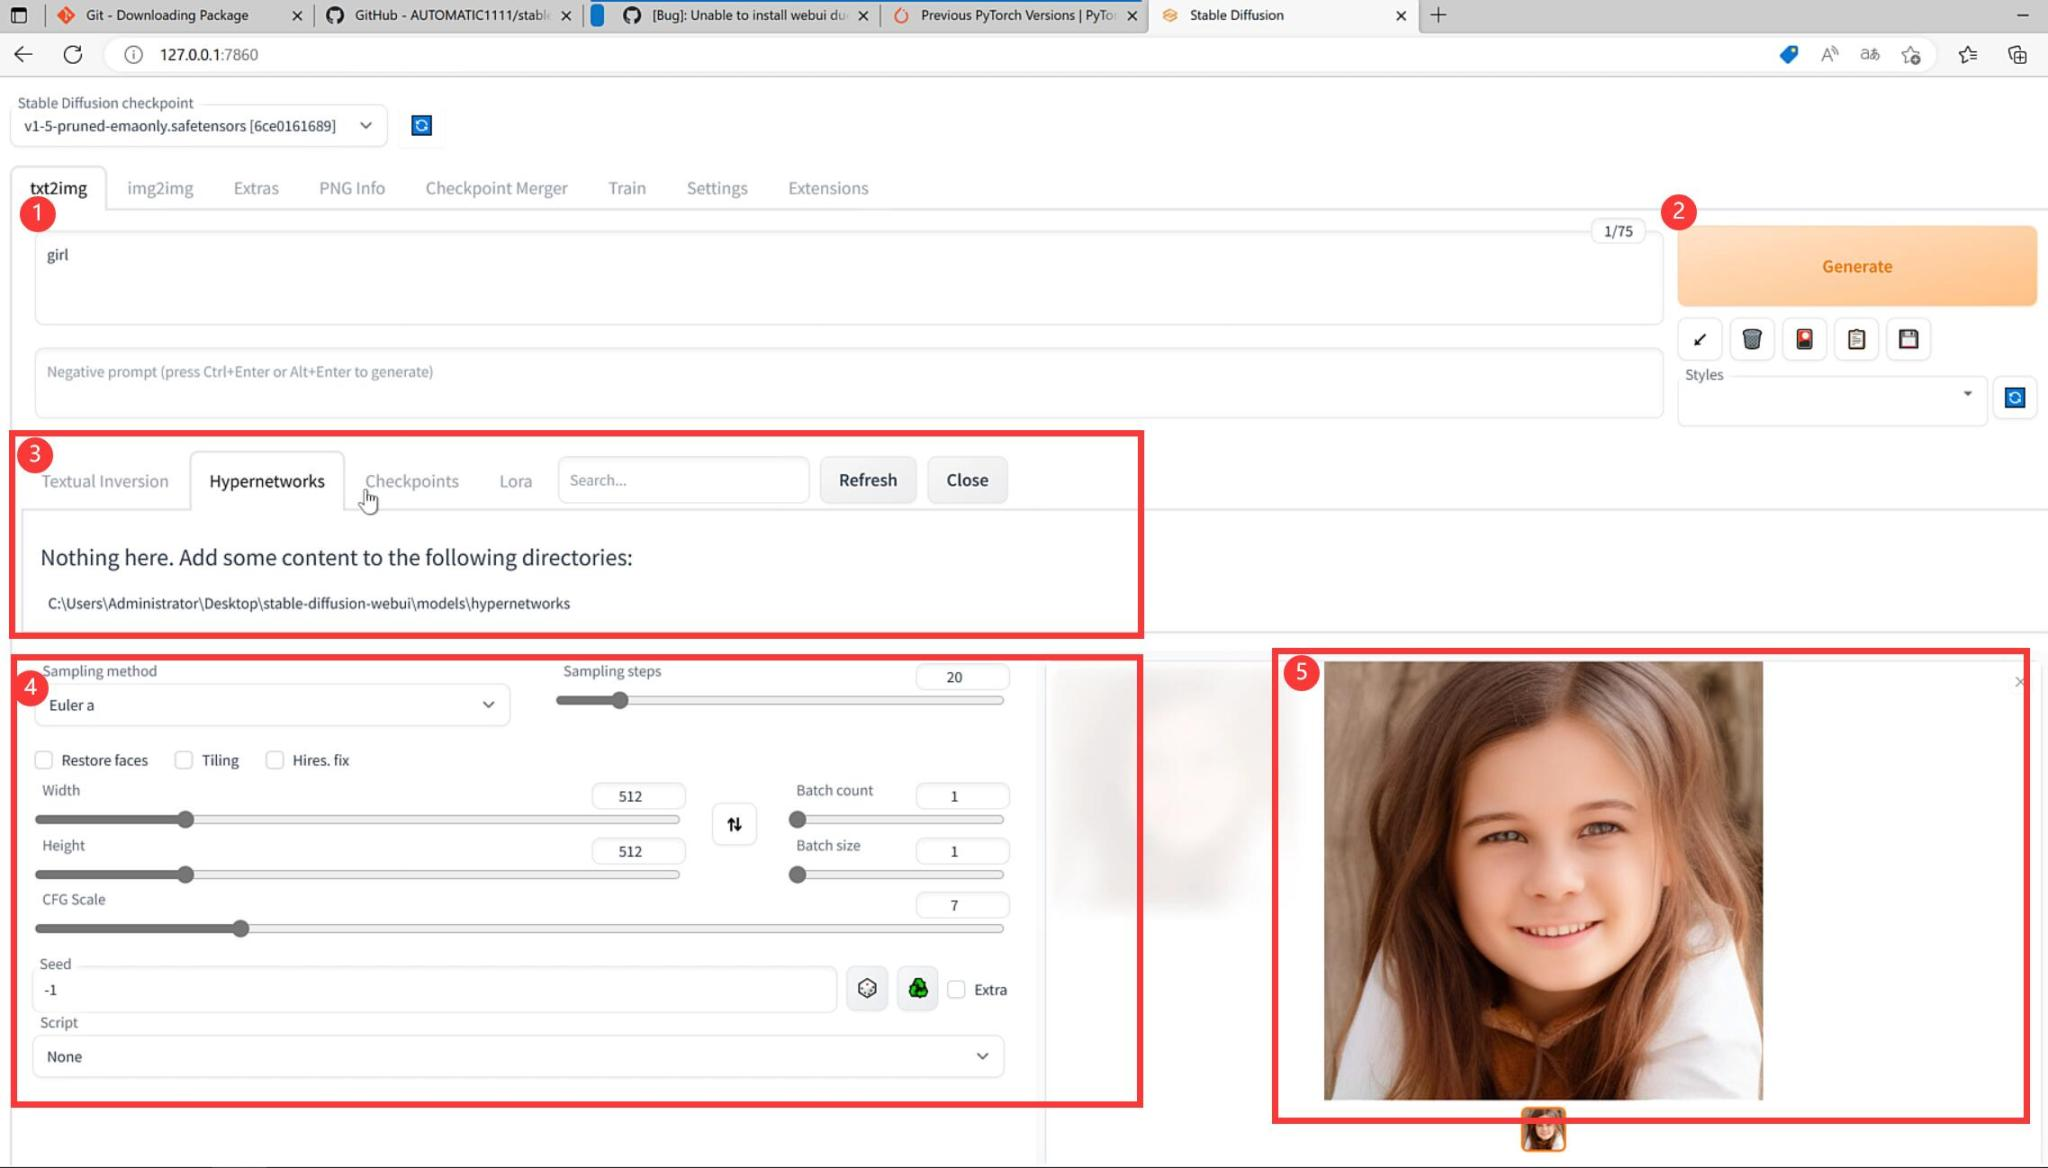 Git - Downloading Package
GitHub - AUTOMATIC1111/stabl
[Bug]: Unable to install webui du
Previous PyTorch Versions | PyTo
Stable Diffusion
127.0.0.1:7860
Stable Diffusion checkpoint
v1-5-pruned-emaonly.safetensors [6ce0161689]
txt2img img2img Extras PNG Info Checkpoint Merger Train Settings Extensions
1
2
1/75
girl
Generate
Negative prompt (press Ctrl+Enter or Alt+Enter to generate)
Styles
3
Textual Inversion Hypernetworks Checkpoints Lora Search... Refresh Close
Nothing here. Add some content to the following directories:
C:\Users\Administrator\Desktop\stable-diffusion-webui\models\hypernetworks
4
Sampling method
Euler a
Sampling steps
20
Restore faces Tiling Hires. fix
Width
512
Batch count
1
Height
512
Batch size
1
CFG Scale
7
Seed
-1
Extra
Script
None
5